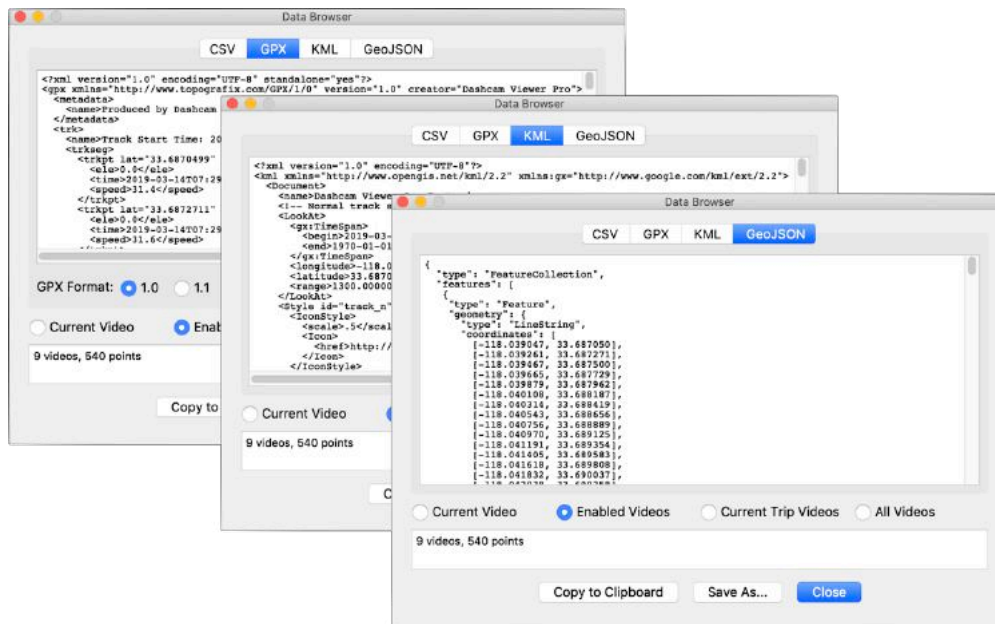 Data Browser
CSV GPX KML GeoJSON
<?xml version="1.0" encoding="UTF-8" standalone="yes"?>
<gpx xmlns="http://www.topografix.com/GPX/1/0" version="1.0" creator="Dashcam Viewer Pro">
<metadata>
<name>Produced by Dashcam
</metadata>
<trk>
<name>Track Start Time: 20
<trkseg>
<trkpt lat="33.6870499"
<ele>0.0</ele>
<time>2019-03-14T07:29
<speed>31.4</speed>
</trkpt>
<trkpt lat="33.6872711"
<ele>0.0</ele>
<time>2019-03-14T07:29
<speed>31.6</speed>
GPX Format: 1.0 1.1
Current Video Enab
9 videos, 540 points
Copy to
Data Browser
CSV GPX KML GeoJSON
<?xml version="1.0" encoding="UTF-8"?>
<kml xmlns="http://www.opengis.net/kml/2.2" xmlns:gx="http://www.google.com/kml/ext/2.2">
<Document>
<name>Dashcam Viewe
<!-- Normal track s
<LookAt>
<gx:TimeSpan>
<begin>2019-03-
<end>1970-01-01
</gx:TimeSpan>
<longitude>-118.0
<latitude>33.6870
<range>1300.00000
</LookAt>
<Style id="track_n"
<IconStyle>
<scale>.5</scal
<Icon>
<href>http://
</Icon>
</IconStyle>
Current Video
9 videos, 540 points
C
Data Browser
CSV GPX KML GeoJSON
{
"type": "FeatureCollection",
"features": [
{
"type": "Feature",
"geometry": {
"type": "LineString",
"coordinates": [
[-118.039047, 33.687050],
[-118.039261, 33.687271],
[-118.039467, 33.687500],
[-118.039665, 33.687729],
[-118.039879, 33.687962],
[-118.040108, 33.688187],
[-118.040314, 33.688419],
[-118.040543, 33.688656],
[-118.040756, 33.688889],
[-118.040970, 33.689125],
[-118.041191, 33.689354],
[-118.041405, 33.689583],
[-118.041618, 33.689808],
[-118.041832, 33.690037],
Current Video Enabled Videos Current Trip Videos All Videos
9 videos, 540 points
Copy to Clipboard Save As... Close